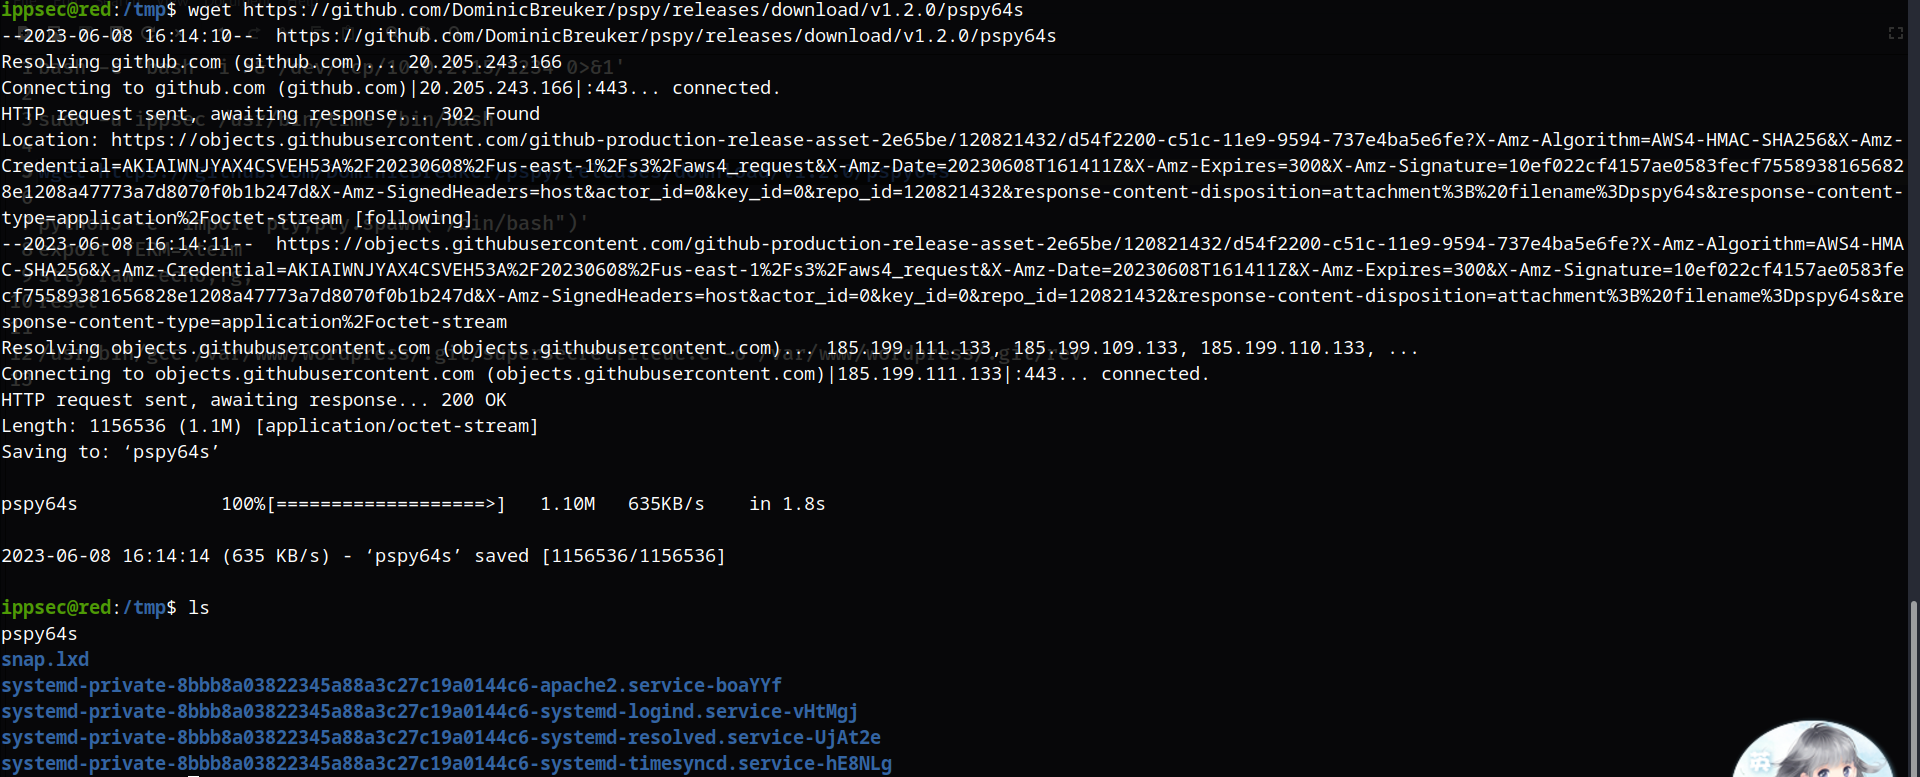 ippsec@red:/tmp$ wget https://github.com/DominicBreuker/pspy/releases/download/v1.2.0/pspy64s
--2023-06-08 16:14:10--  https://github.com/DominicBreuker/pspy/releases/download/v1.2.0/pspy64s
Resolving github.com (github.com)... 20.205.243.166
Connecting to github.com (github.com)|20.205.243.166|:443... connected.
HTTP request sent, awaiting response... 302 Found
Location: https://objects.githubusercontent.com/github-production-release-asset-2e65be/120821432/d54f2200-c51c-11e9-9594-737e4ba5e6fe?X-Amz-Algorithm=AWS4-HMAC-SHA256&X-Amz-
Credential=AKIAIWNJYAX4CSVEH53A%2F20230608%2Fus-east-1%2Fs3%2Faws4_request&X-Amz-Date=20230608T161411Z&X-Amz-Expires=300&X-Amz-Signature=10ef022cf4157ae0583fecf7558938165682
8e1208a47773a7d8070f0b1b247d&X-Amz-SignedHeaders=host&actor_id=0&key_id=0&repo_id=120821432&response-content-disposition=attachment%3B%20filename%3Dpspy64s&response-content-
type=application%2Foctet-stream [following]
--2023-06-08 16:14:11--  https://objects.githubusercontent.com/github-production-release-asset-2e65be/120821432/d54f2200-c51c-11e9-9594-737e4ba5e6fe?X-Amz-Algorithm=AWS4-HMA
C-SHA256&X-Amz-Credential=AKIAIWNJYAX4CSVEH53A%2F20230608%2Fus-east-1%2Fs3%2Faws4_request&X-Amz-Date=20230608T161411Z&X-Amz-Expires=300&X-Amz-Signature=10ef022cf4157ae0583fe
cf75589381656828e1208a47773a7d8070f0b1b247d&X-Amz-SignedHeaders=host&actor_id=0&key_id=0&repo_id=120821432&response-content-disposition=attachment%3B%20filename%3Dpspy64s&re
sponse-content-type=application%2Foctet-stream
Resolving objects.githubusercontent.com (objects.githubusercontent.com)... 185.199.111.133, 185.199.109.133, 185.199.110.133, ...
Connecting to objects.githubusercontent.com (objects.githubusercontent.com)|185.199.111.133|:443... connected.
HTTP request sent, awaiting response... 200 OK
Length: 1156536 (1.1M) [application/octet-stream]
Saving to: ‘pspy64s’
pspy64s             100%[===================>]   1.10M   635KB/s    in 1.8s
2023-06-08 16:14:14 (635 KB/s) - ‘pspy64s’ saved [1156536/1156536]
ippsec@red:/tmp$ ls
pspy64s
snap.lxd
systemd-private-8bbb8a03822345a88a3c27c19a0144c6-apache2.service-boaYYf
systemd-private-8bbb8a03822345a88a3c27c19a0144c6-systemd-logind.service-vHtMgj
systemd-private-8bbb8a03822345a88a3c27c19a0144c6-systemd-resolved.service-UjAt2e
systemd-private-8bbb8a03822345a88a3c27c19a0144c6-systemd-timesyncd.service-hE8NLg